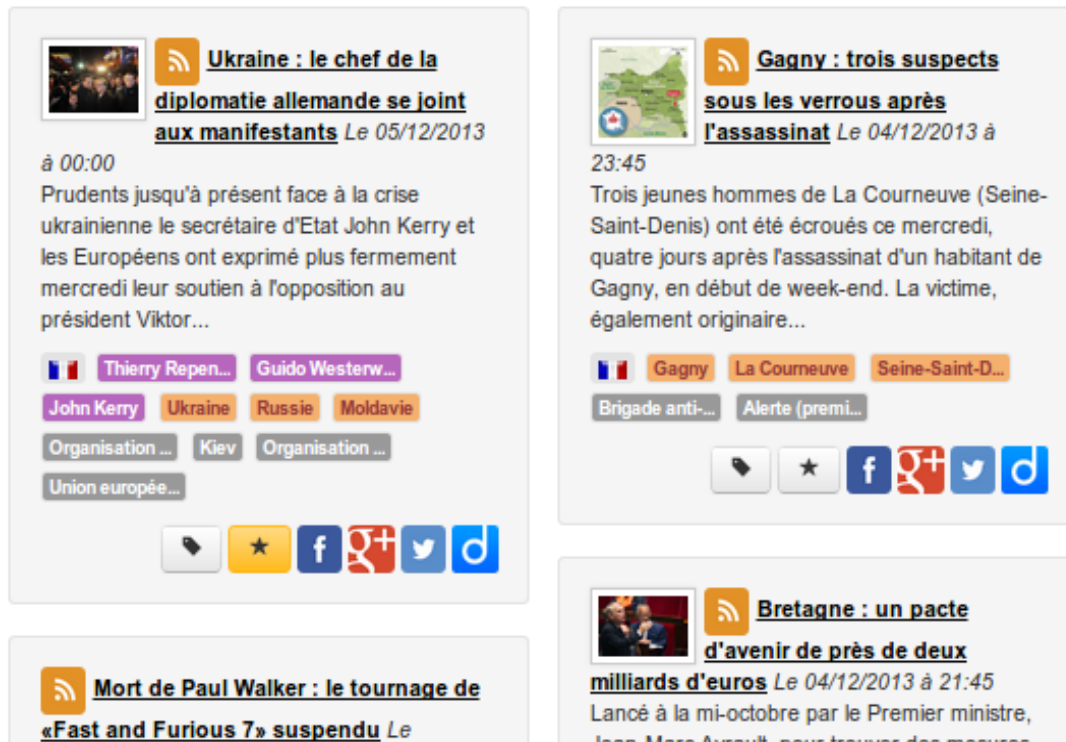 Ukraine : le chef de la
diplomatie allemande se joint
aux manifestants Le 05/12/2013
à 00:00
Prudents jusqu'à présent face à la crise
ukrainienne le secrétaire d'Etat John Kerry et
les Européens ont exprimé plus fermement
mercredi leur soutien à l'opposition au
président Viktor...
Thierry Repen... Guido Westerw...
John Kerry Ukraine Russie Moldavie
Organisation ... Kiev Organisation ...
Union europée...
f g+ d
Mort de Paul Walker : le tournage de
«Fast and Furious 7» suspendu Le
Gagny : trois suspects
sous les verrous après
l'assassinat Le 04/12/2013 à
23:45
Trois jeunes hommes de La Courneuve (Seine-
Saint-Denis) ont été écroués ce mercredi,
quatre jours après l'assassinat d'un habitant de
Gagny, en début de week-end. La victime,
également originaire...
Gagny La Courneuve Seine-Saint-D...
Brigade anti-... Alerte (premi...
f g+ d
Bretagne : un pacte
d'avenir de près de deux
milliards d'euros Le 04/12/2013 à 21:45
Lancé à la mi-octobre par le Premier ministre,
Jean-Marc Ayrault, pour trouver des mesures